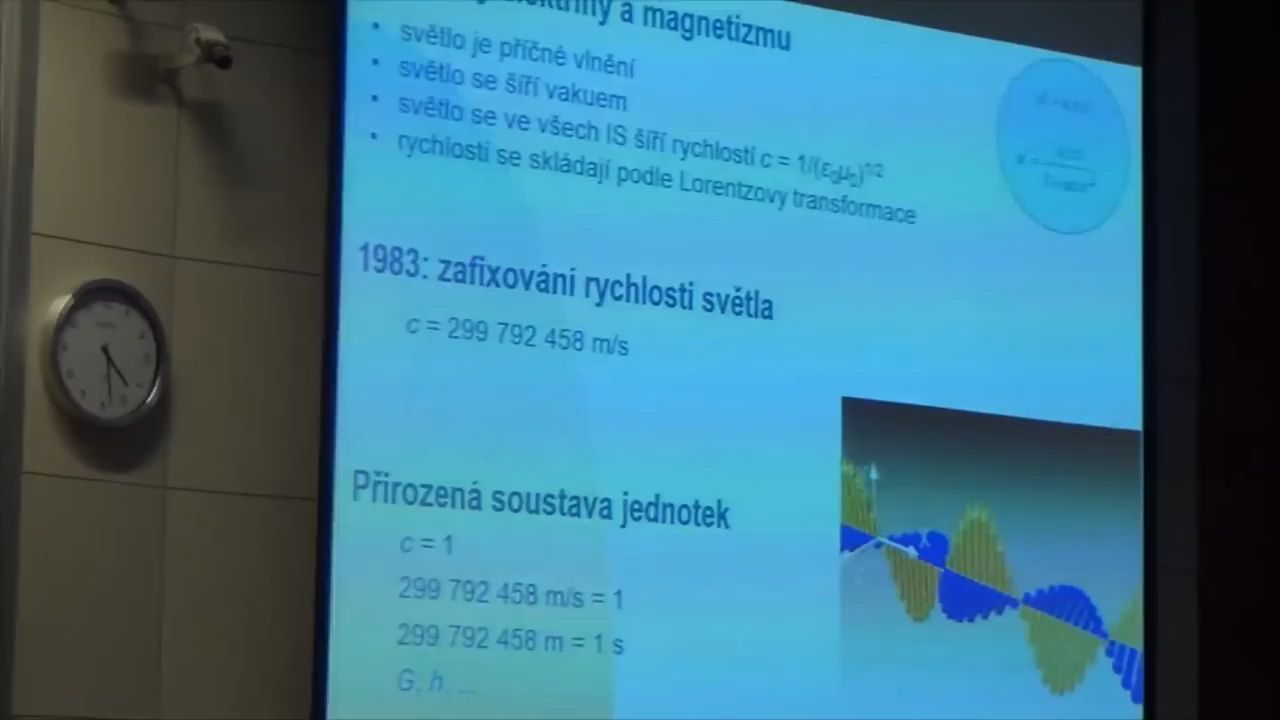 a magnetizmu
• světlo je příčné vlnění
• světlo se šíří vakuem
• světlo se ve všech IS šíří rychlostí c = 1/(ε₀μ₀)^1/2
• rychlosti se skládají podle Lorentzovy transformace
1983: zafixování rychlosti světla
c = 299 792 458 m/s
Přirozená soustava jednotek
c = 1
299 792 458 m/s = 1
299 792 458 m = 1 s
G, h, ...